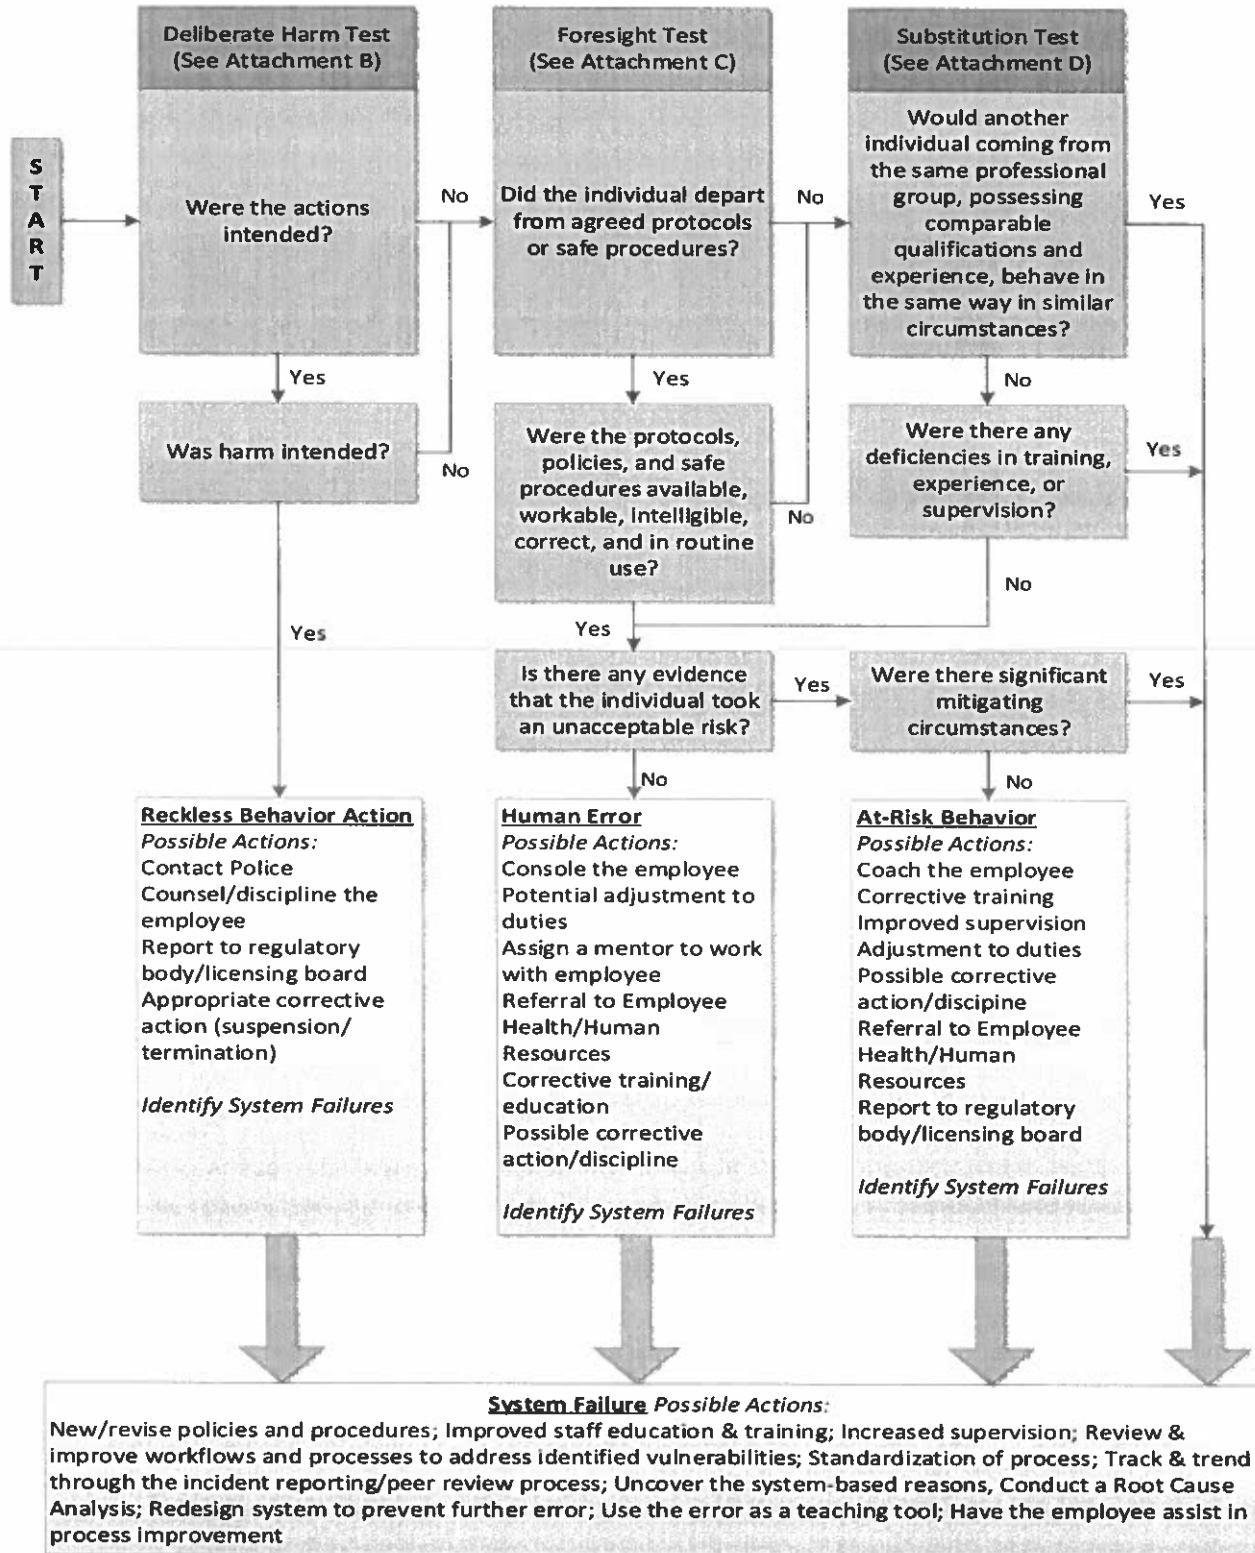 S
T
A
R
T
Deliberate Harm Test
(See Attachment B)
Were the actions
intended?
No
Yes
Was harm intended?
No
Yes
Foresight Test
(See Attachment C)
Did the individual depart
from agreed protocols
or safe procedures?
No
Yes
Were the protocols,
policies, and safe
procedures available,
workable, intelligible,
correct, and in routine
use?
No
Yes
Substitution Test
(See Attachment D)
Would another
individual coming from
the same professional
group, possessing
comparable
qualifications and
experience, behave in
the same way in similar
circumstances?
Yes
No
Were there any
deficiencies in training,
experience, or
supervision?
Yes
No
Is there any evidence
that the individual took
an unacceptable risk?
Yes
No
Were there significant
mitigating
circumstances?
Yes
No
Reckless Behavior Action
Possible Actions:
Contact Police
Counsel/discipline the
employee
Report to regulatory
body/licensing board
Appropriate corrective
action (suspension/
termination)
Identify System Failures
Human Error
Possible Actions:
Console the employee
Potential adjustment to
duties
Assign a mentor to work
with employee
Referral to Employee
Health/Human
Resources
Corrective training/
education
Possible corrective
action/discipline
Identify System Failures
At-Risk Behavior
Possible Actions:
Coach the employee
Corrective training
Improved supervision
Adjustment to duties
Possible corrective
action/discipine
Referral to Employee
Health/Human
Resources
Report to regulatory
body/licensing board
Identify System Failures
System Failure Possible Actions:
New/revise policies and procedures; Improved staff education & training; Increased supervision; Review &
improve workflows and processes to address identified vulnerabilities; Standardization of process; Track & trend
through the incident reporting/peer review process; Uncover the system-based reasons, Conduct a Root Cause
Analysis; Redesign system to prevent further error; Use the error as a teaching tool; Have the employee assist in
process improvement